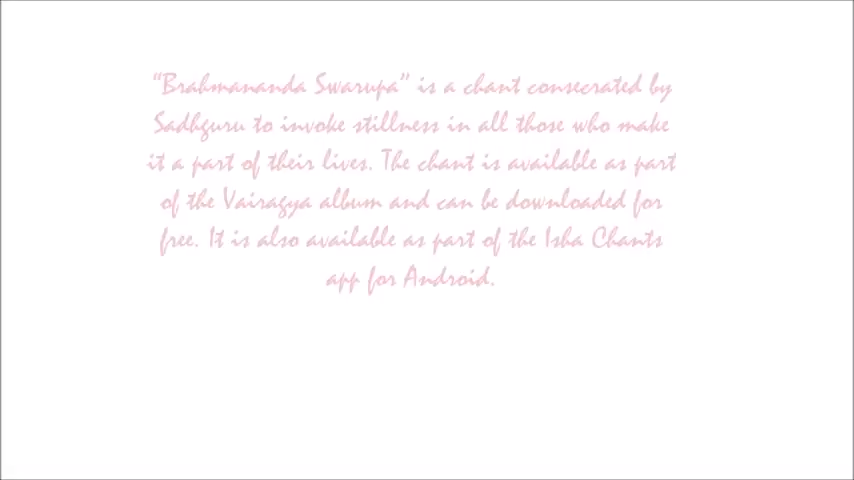 “Brahmananda Swarupa” is a chant consecrated by
Sadhguru to invoke stillness in all those who make
it a part of their lives. The chant is available as part
of the Vairagya album and can be downloaded for
free. It is also available as part of the Isha Chants
app for Android.